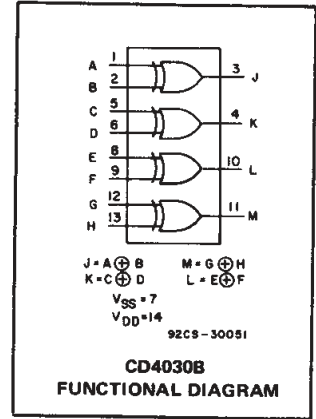 A 1
B 2
3 J
C 5
D 6
4 K
E 8
F 9
10 L
G 12
H 13
11 M
J = A ⊕ B M = G ⊕ H
K = C ⊕ D L = E ⊕ F
VSS = 7
VDD = 14
92CS-30051
CD4030B
FUNCTIONAL DIAGRAM